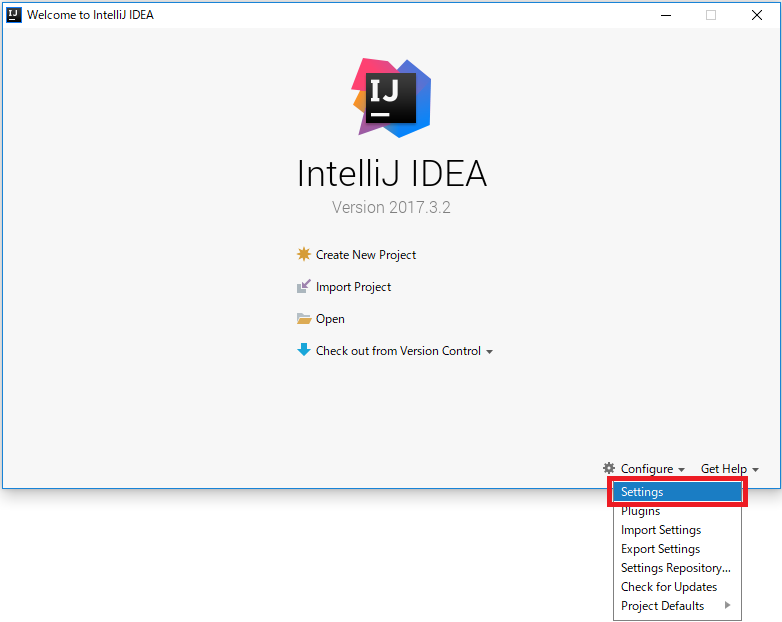 Welcome to IntelliJ IDEA
IJ
IntelliJ IDEA
Version 2017.3.2
Create New Project
Import Project
Open
Check out from Version Control
Configure
Get Help
Settings
Plugins
Import Settings
Export Settings
Settings Repository...
Check for Updates
Project Defaults